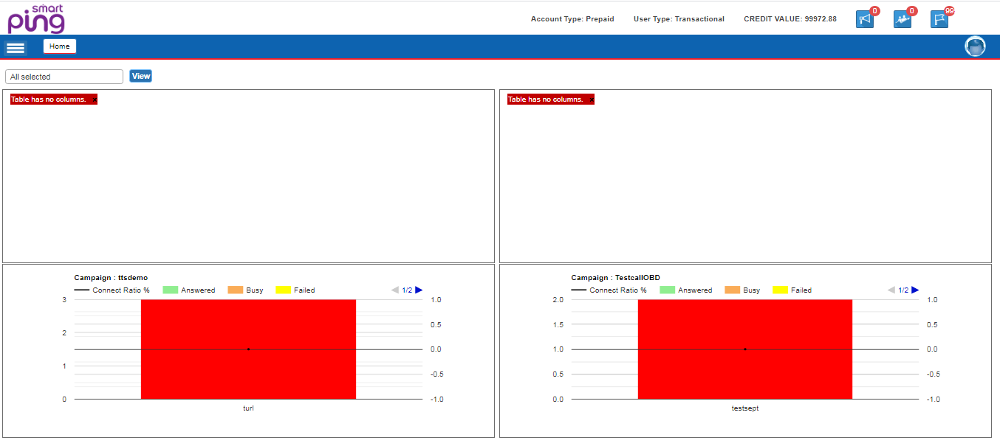 smart
ping
Account Type: Prepaid User Type: Transactional CREDIT VALUE: 99972.88 0 0 99
Home
All selected View
Table has no columns. ×
Table has no columns. ×
Campaign : ttsdemo
Connect Ratio % Answered Busy Failed 1/2
3 1.0
0.5
2
0.0
1
-0.5
0 -1.0
turl
Campaign : TestcallOBD
Connect Ratio % Answered Busy Failed 1/2
2.0 1.0
1.5 0.5
1.0 0.0
0.5 -0.5
0.0 -1.0
testsept